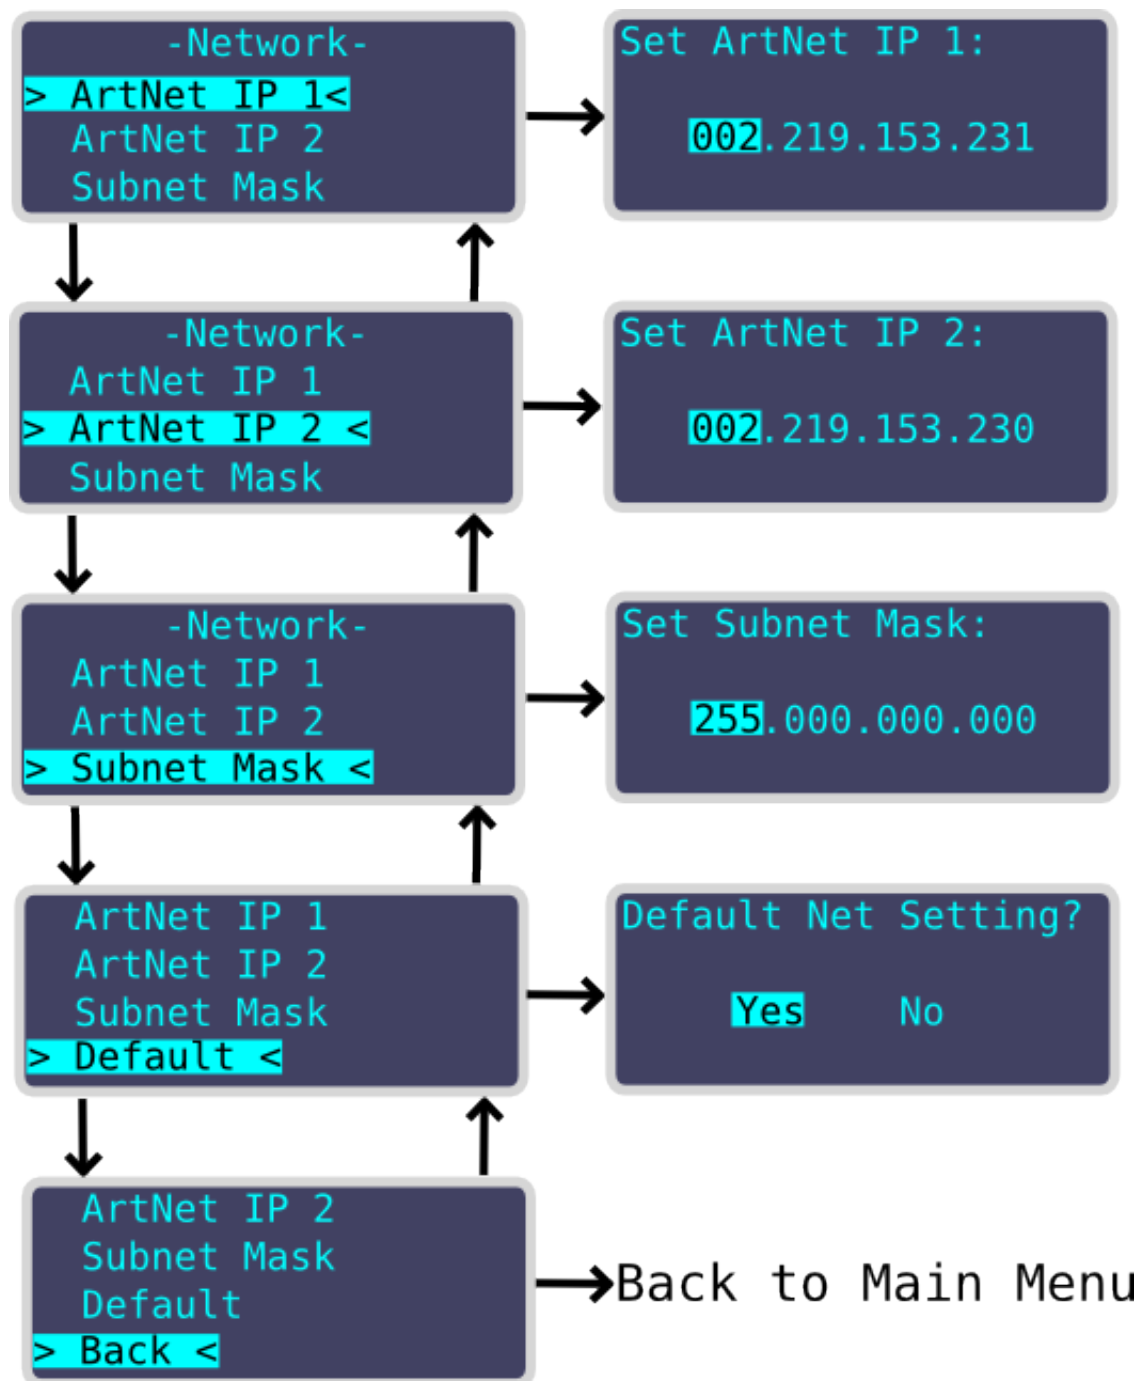 -Network-
> ArtNet IP 1<
ArtNet IP 2
Subnet Mask
Set ArtNet IP 1:
002.219.153.231
-Network-
ArtNet IP 1
> ArtNet IP 2 <
Subnet Mask
Set ArtNet IP 2:
002.219.153.230
-Network-
ArtNet IP 1
ArtNet IP 2
> Subnet Mask <
Set Subnet Mask:
255.000.000.000
ArtNet IP 1
ArtNet IP 2
Subnet Mask
> Default <
Default Net Setting?
Yes No
ArtNet IP 2
Subnet Mask
Default
> Back <
Back to Main Menu